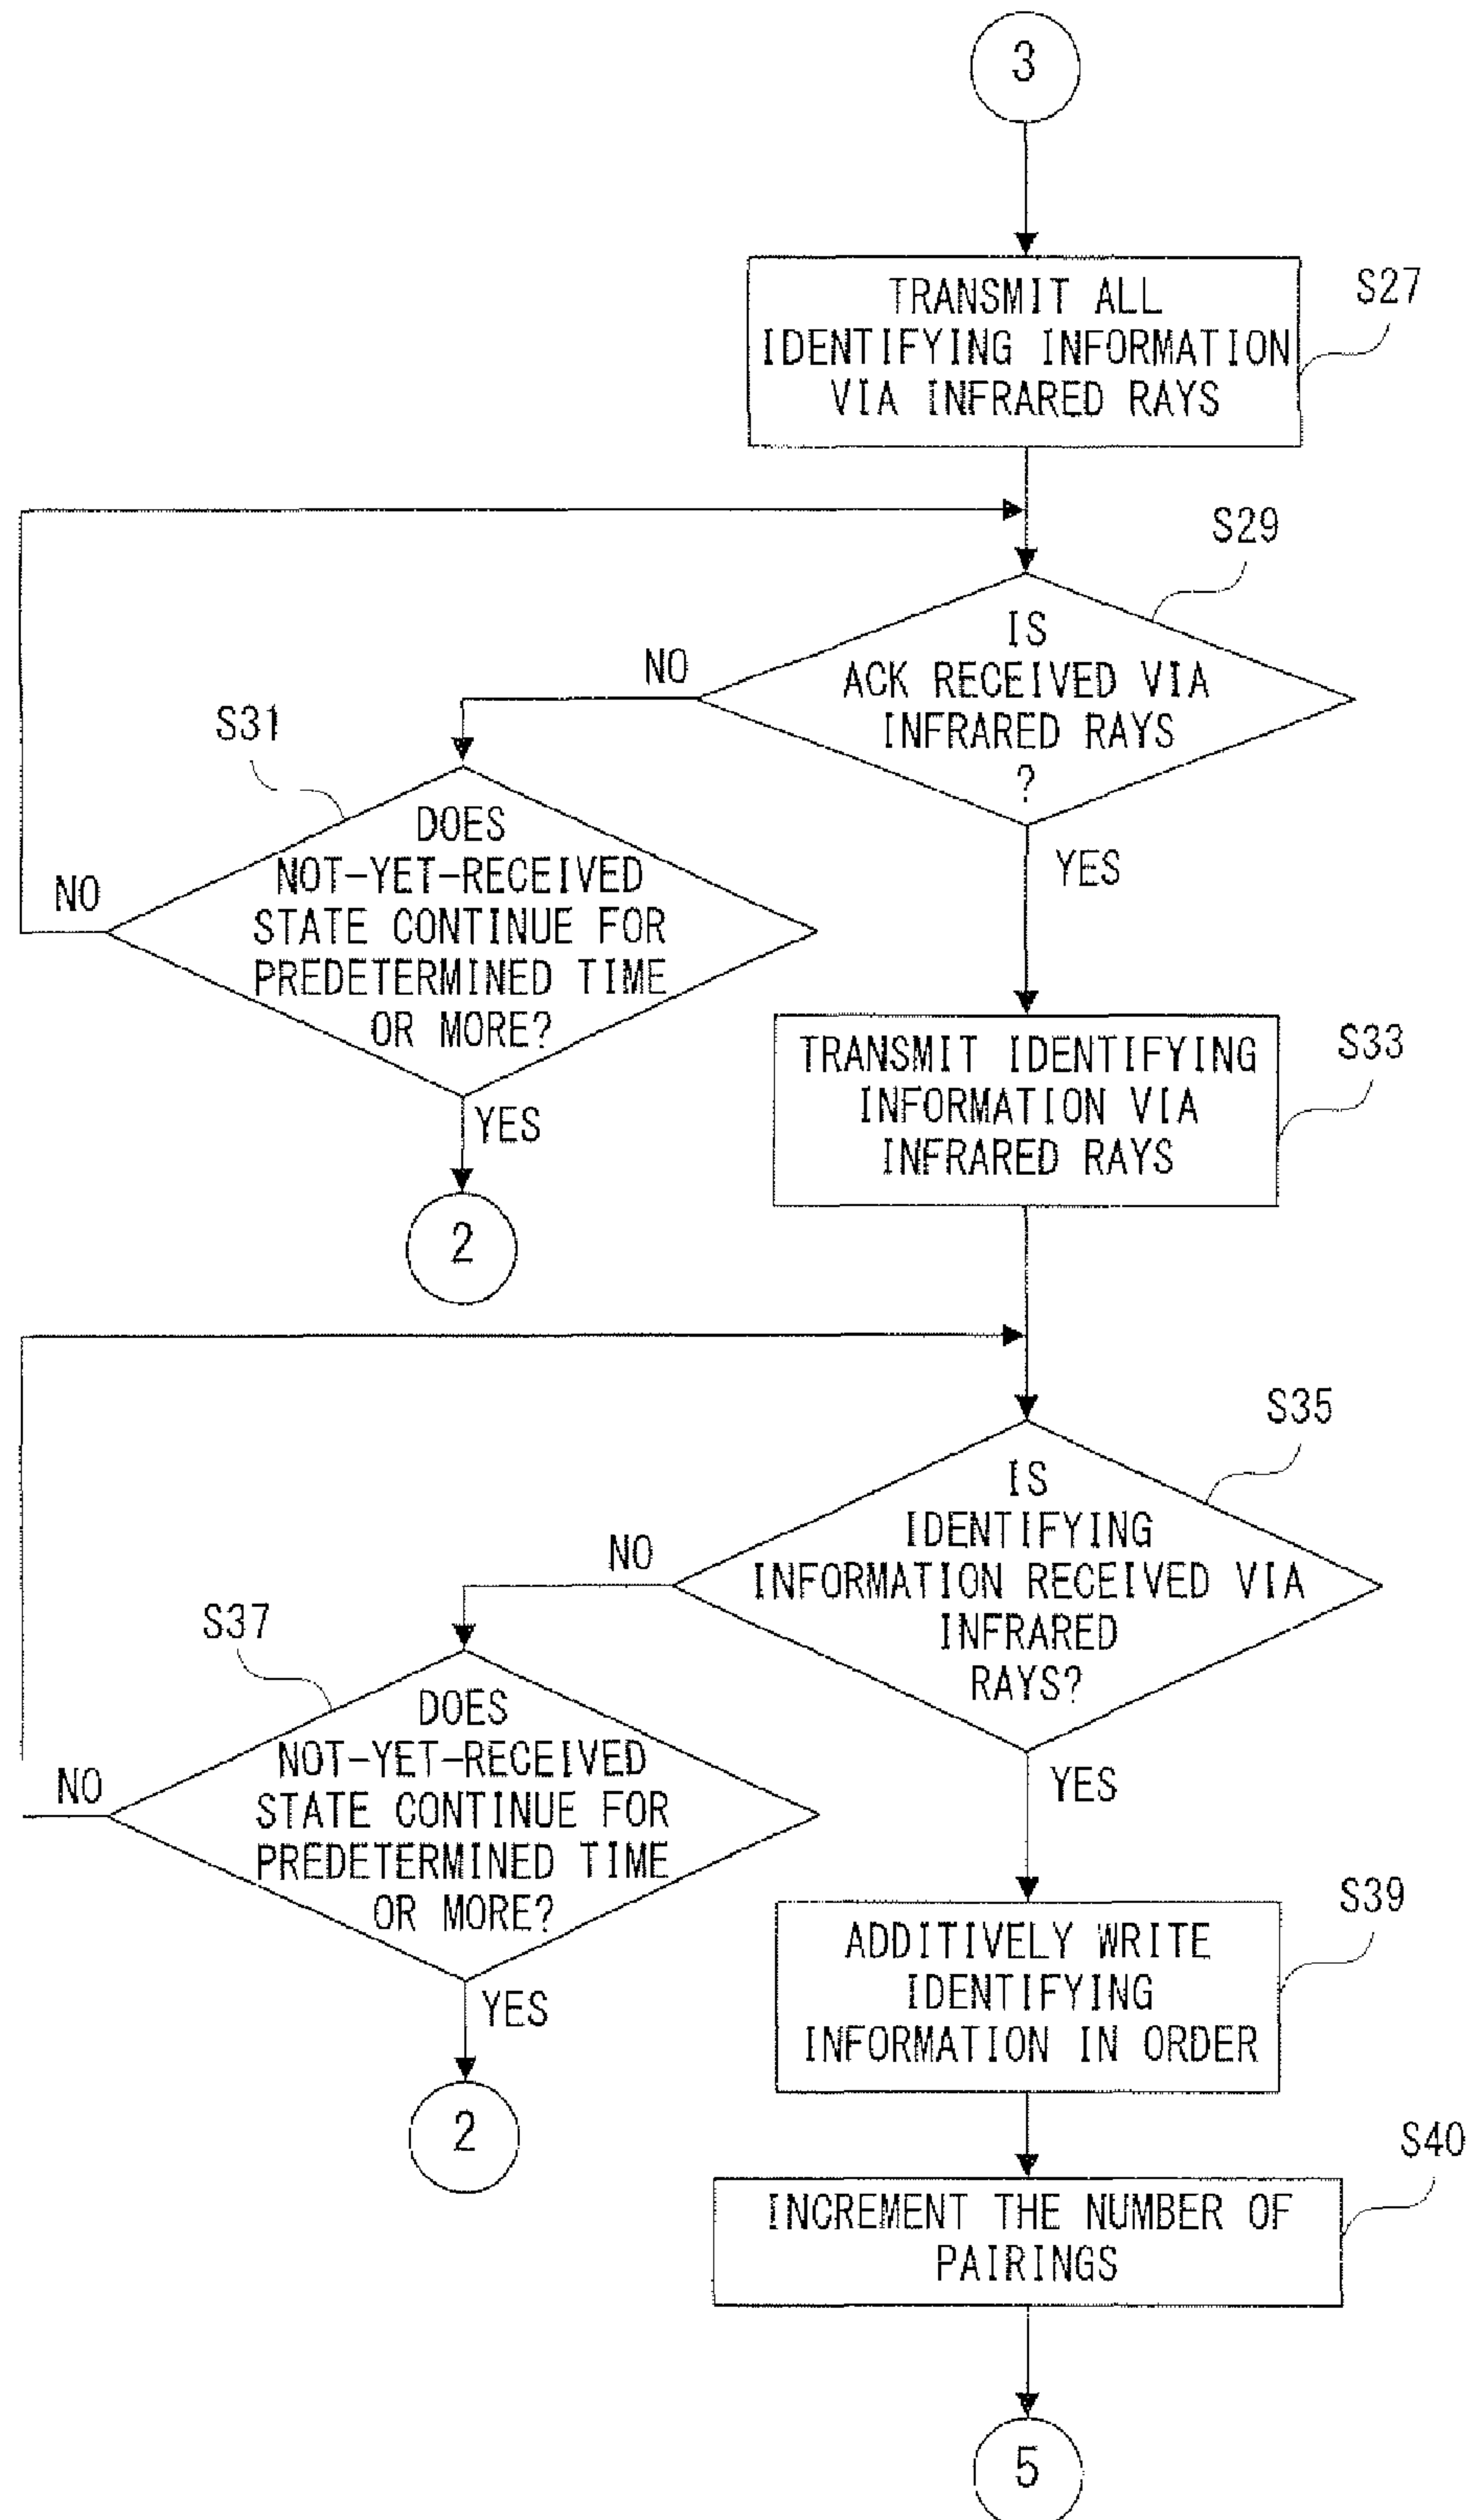 3
TRANSMIT ALL
IDENTIFYING INFORMATION
VIA INFRARED RAYS
S27
S29
IS
ACK RECEIVED VIA
INFRARED RAYS
?
NO
YES
S31
DOES
NOT-YET-RECEIVED
STATE CONTINUE FOR
PREDETERMINED TIME
OR MORE?
NO
YES
2
S33
TRANSMIT IDENTIFYING
INFORMATION VIA
INFRARED RAYS
S35
IS
IDENTIFYING
INFORMATION RECEIVED VIA
INFRARED
RAYS?
NO
YES
S37
DOES
NOT-YET-RECEIVED
STATE CONTINUE FOR
PREDETERMINED TIME
OR MORE?
NO
YES
2
S39
ADDITIVELY WRITE
IDENTIFYING
INFORMATION IN ORDER
S40
INCREMENT THE NUMBER OF
PAIRINGS
5